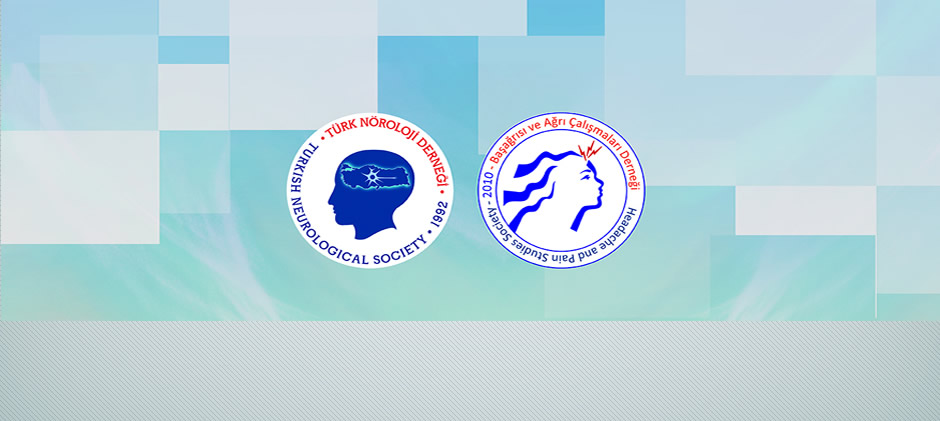 • TÜRK NÖROLOJİ DERNEĞİ •
TURKISH NEUROLOGICAL SOCIETY • 1992
Başağrısı ve Ağrı Çalışmaları Derneği
Headache and Pain Studies Society - 2010 -